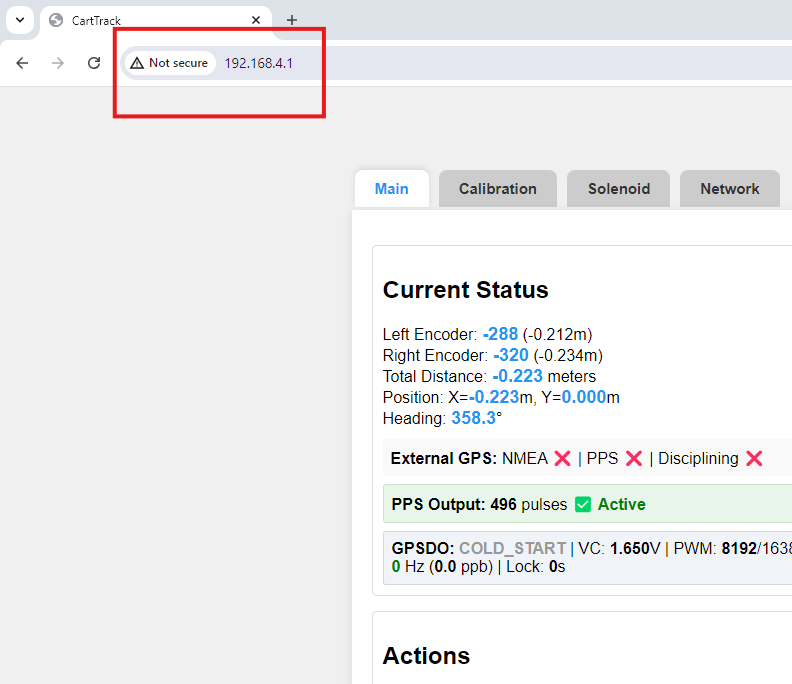 CartTrack
Not secure 192.168.4.1
Main Calibration Solenoid Network
Current Status
Left Encoder: -288 (-0.212m)
Right Encoder: -320 (-0.234m)
Total Distance: -0.223 meters
Position: X=-0.223m, Y=0.000m
Heading: 358.3°
External GPS: NMEA ❌ | PPS ❌ | Disciplining ❌
PPS Output: 496 pulses ✅ Active
GPSDO: COLD_START | VC: 1.650V | PWM: 8192/1638
0 Hz (0.0 ppb) | Lock: 0s
Actions